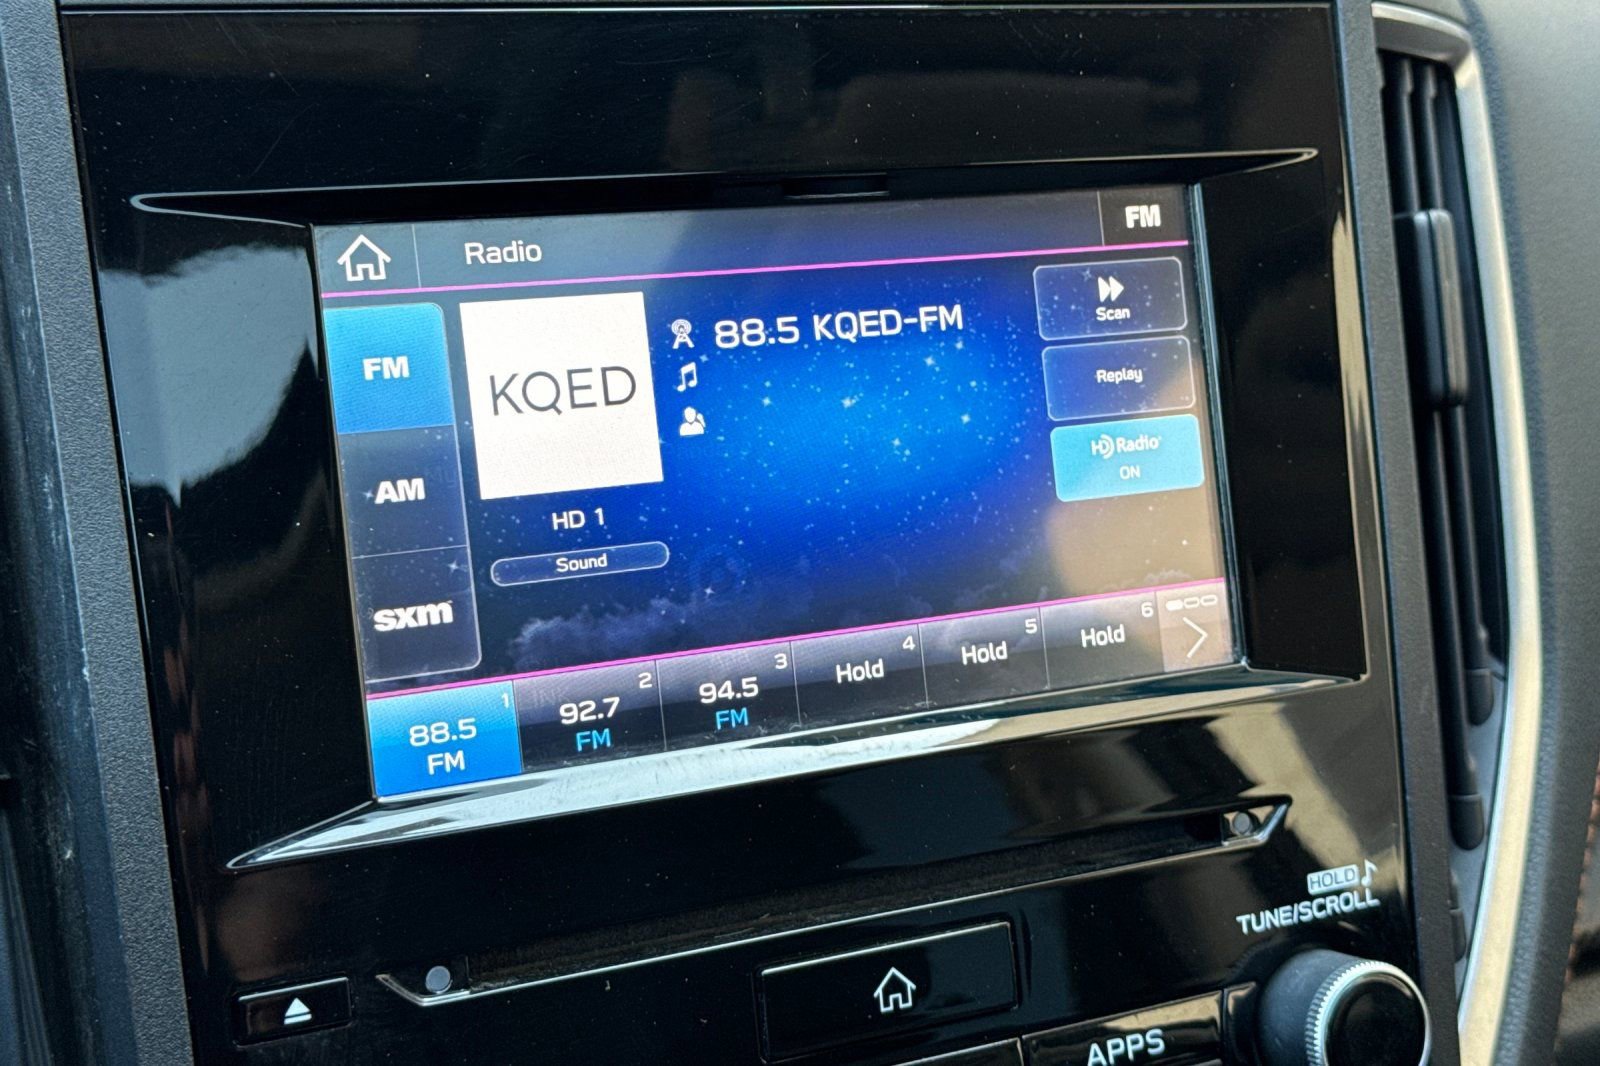 Radio
FM
FM
AM
sxm
KQED
HD 1
Sound
88.5 KQED-FM
Scan
Replay
HD Radio
ON
1
88.5
FM
2
92.7
FM
3
94.5
FM
4
Hold
5
Hold
6
Hold
HOLD
TUNE/SCROLL
APPS